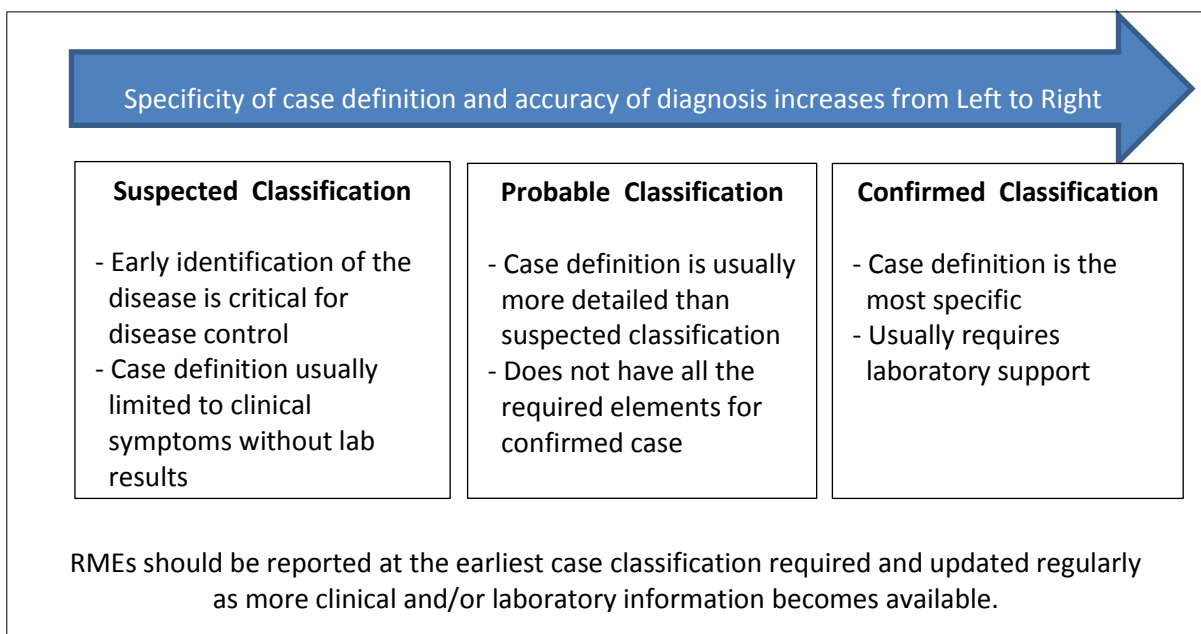 Specificity of case definition and accuracy of diagnosis increases from Left to Right
Suspected Classification
- Early identification of the
disease is critical for
disease control
- Case definition usually
limited to clinical
symptoms without lab
results
Probable Classification
- Case definition is usually
more detailed than
suspected classification
- Does not have all the
required elements for
confirmed case
Confirmed Classification
- Case definition is the
most specific
- Usually requires
laboratory support
RMEs should be reported at the earliest case classification required and updated regularly
as more clinical and/or laboratory information becomes available.